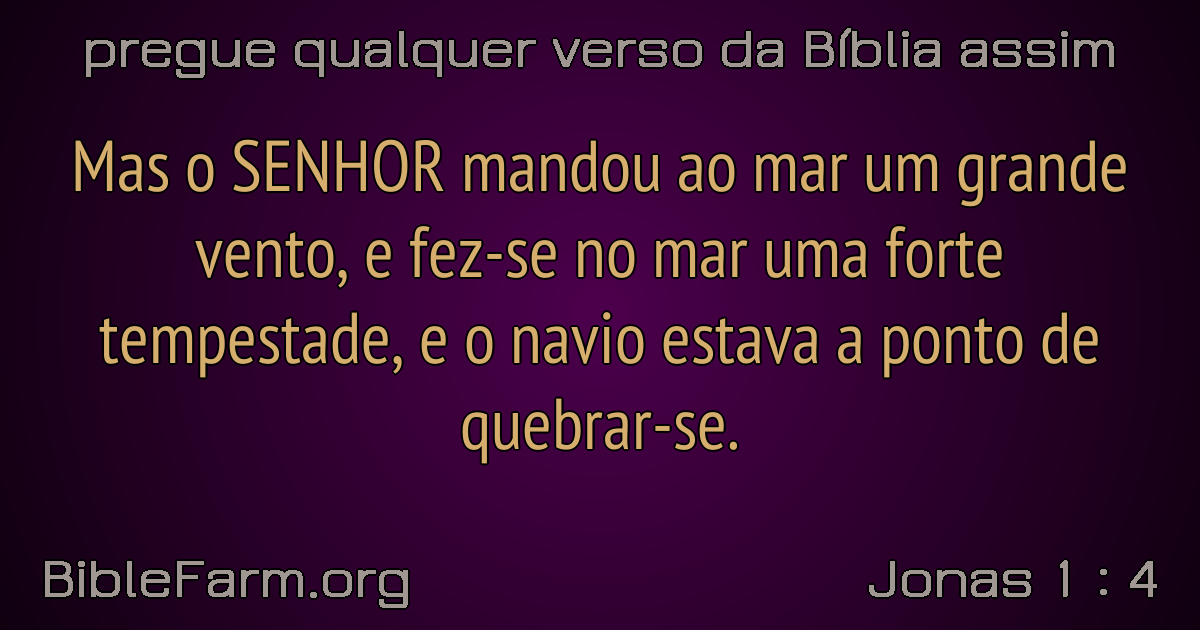 pregue qualquer verso da Bíblia assim
Mas o SENHOR mandou ao mar um grande
vento, e fez-se no mar uma forte
tempestade, e o navio estava a ponto de
quebrar-se.
BibleFarm.org
Jonas 1 : 4